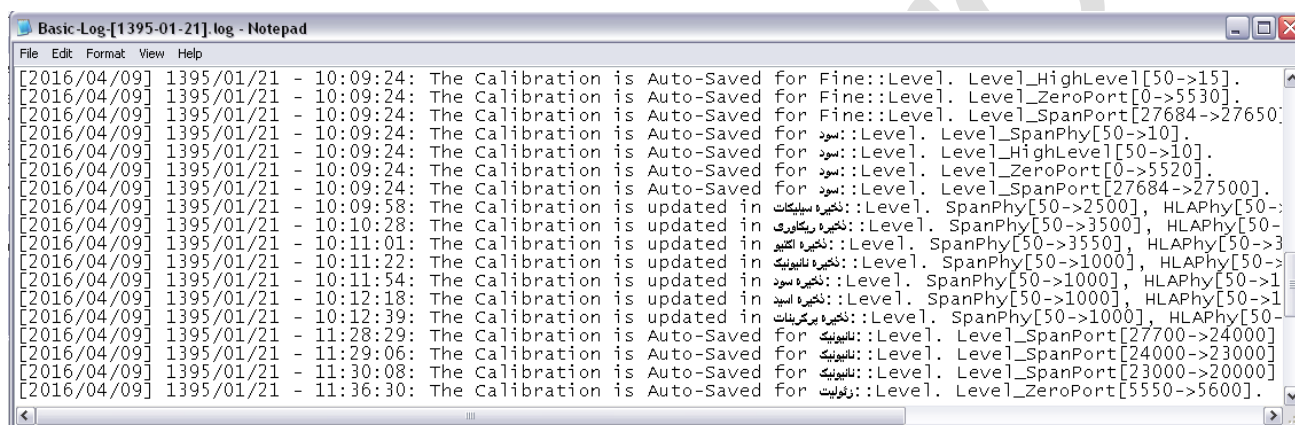 Basic-Log-[1395-01-21].log - Notepad
File Edit Format View Help
[2016/04/09] 1395/01/21 - 10:09:24: The Calibration is Auto-Saved for Fine::Level. Level_HighLevel[50->15].
[2016/04/09] 1395/01/21 - 10:09:24: The Calibration is Auto-Saved for Fine::Level. Level_ZeroPort[0->5530].
[2016/04/09] 1395/01/21 - 10:09:24: The Calibration is Auto-Saved for Fine::Level. Level_SpanPort[27684->27650]
[2016/04/09] 1395/01/21 - 10:09:24: The Calibration is Auto-Saved for سود::Level. Level_SpanPhy[50->10].
[2016/04/09] 1395/01/21 - 10:09:24: The Calibration is Auto-Saved for سود::Level. Level_HighLevel[50->10].
[2016/04/09] 1395/01/21 - 10:09:24: The Calibration is Auto-Saved for سود::Level. Level_ZeroPort[0->5520].
[2016/04/09] 1395/01/21 - 10:09:24: The Calibration is Auto-Saved for سود::Level. Level_SpanPort[27684->27500].
[2016/04/09] 1395/01/21 - 10:09:58: The Calibration is updated in ذخیره سیلیکات::Level. SpanPhy[50->2500], HLAPhy[50->
[2016/04/09] 1395/01/21 - 10:10:28: The Calibration is updated in ذخیره ریکاوری::Level. SpanPhy[50->3500], HLAPhy[50-
[2016/04/09] 1395/01/21 - 10:11:01: The Calibration is updated in ذخیره اکتیو::Level. SpanPhy[50->3550], HLAPhy[50->3
[2016/04/09] 1395/01/21 - 10:11:22: The Calibration is updated in ذخیره نانیونیک::Level. SpanPhy[50->1000], HLAPhy[50->
[2016/04/09] 1395/01/21 - 10:11:54: The Calibration is updated in ذخیره سود::Level. SpanPhy[50->1000], HLAPhy[50->1
[2016/04/09] 1395/01/21 - 10:12:18: The Calibration is updated in ذخیره اسید::Level. SpanPhy[50->1000], HLAPhy[50->1
[2016/04/09] 1395/01/21 - 10:12:39: The Calibration is updated in ذخیره پرکربنات::Level. SpanPhy[50->1000], HLAPhy[50-
[2016/04/09] 1395/01/21 - 11:28:29: The Calibration is Auto-Saved for نانیونیک::Level. Level_SpanPort[27700->24000]
[2016/04/09] 1395/01/21 - 11:29:06: The Calibration is Auto-Saved for نانیونیک::Level. Level_SpanPort[24000->23000]
[2016/04/09] 1395/01/21 - 11:30:08: The Calibration is Auto-Saved for نانیونیک::Level. Level_SpanPort[23000->20000]
[2016/04/09] 1395/01/21 - 11:36:30: The Calibration is Auto-Saved for زئولیت::Level. Level_ZeroPort[5550->5600].